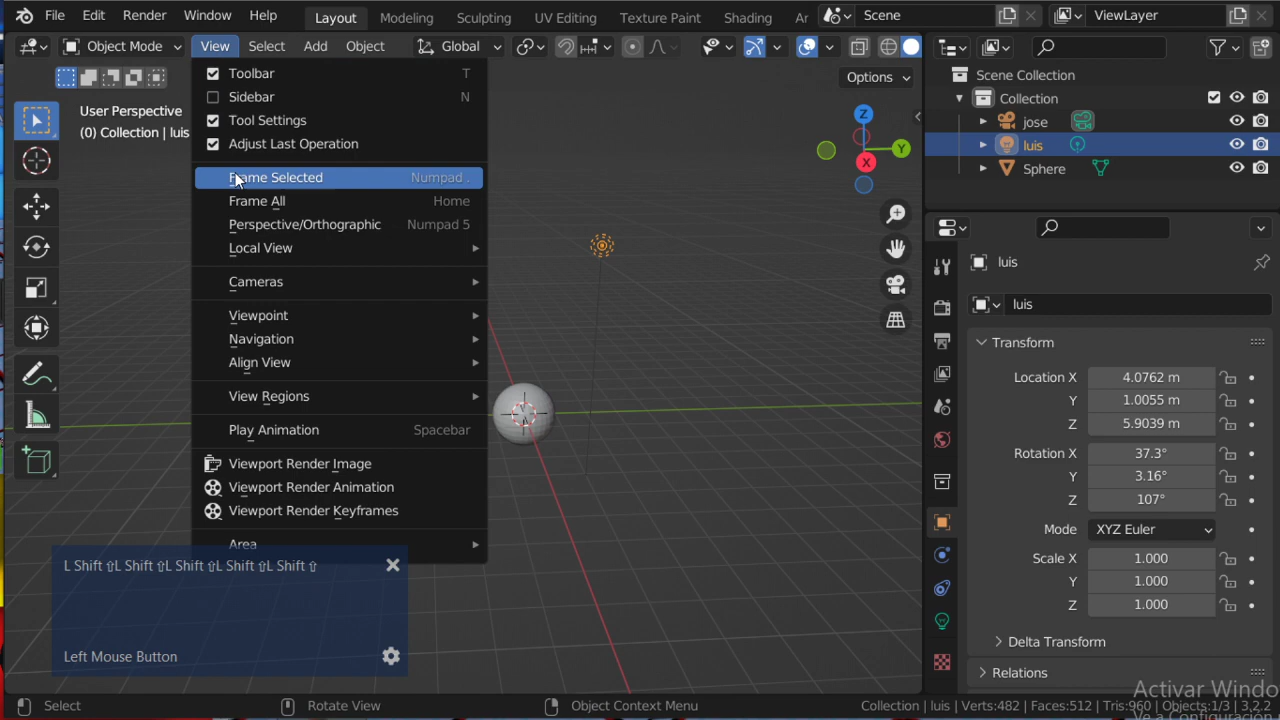 File Edit Render Window Help Layout Modeling Sculpting UV Editing Texture Paint Shading Scene ViewLayer
Object Mode View Select Add Object Global
Options
User Perspective
(0) Collection | luis
Toolbar T
Sidebar N
Tool Settings
Adjust Last Operation
Frame Selected Numpad .
Frame All Home
Perspective/Orthographic Numpad 5
Local View
Cameras
Viewpoint
Navigation
Align View
View Regions
Play Animation Spacebar
Viewport Render Image
Viewport Render Animation
Viewport Render Keyframes
Area
L Shift ⇧L Shift ⇧L Shift ⇧L Shift ⇧L Shift ⇧
Left Mouse Button
Z
Y
X
Scene Collection
Collection
jose
luis
Sphere
luis
luis
Transform
Location X 4.0762 m
Y 1.0055 m
Z 5.9039 m
Rotation X 37.3°
Y 3.16°
Z 107°
Mode XYZ Euler
Scale X 1.000
Y 1.000
Z 1.000
Delta Transform
Relations
Activar Windo
Select Rotate View Object Context Menu Collection | luis | Verts:482 | Faces:512 | Tris:960 | Objects:1/3 | 3.2.2